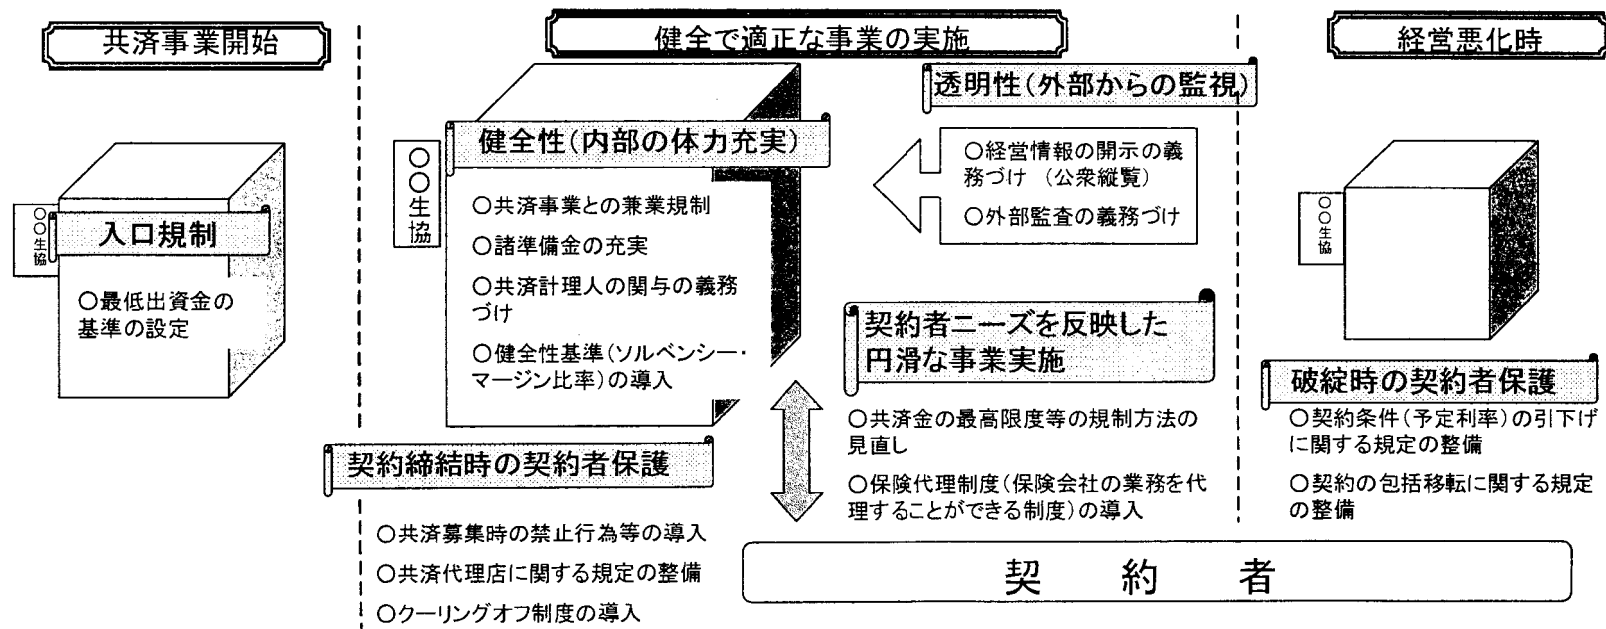 共済事業開始
健全で適正な事業の実施
経営悪化時
○○生協
入口規制
○最低出資金の
基準の設定
○○生協
健全性(内部の体力充実)
○共済事業との兼業規制
○諸準備金の充実
○共済計理人の関与の義務
づけ
○健全性基準(ソルベンシー・
マージン比率)の導入
透明性(外部からの監視)
○経営情報の開示の義
務づけ (公衆縦覧)
○外部監査の義務づけ
契約者ニーズを反映した
円滑な事業実施
○共済金の最高限度等の規制方法の
見直し
○保険代理制度(保険会社の業務を代
理することができる制度)の導入
契約締結時の契約者保護
○共済募集時の禁止行為等の導入
○共済代理店に関する規定の整備
○クーリングオフ制度の導入
○○生協
破綻時の契約者保護
○契約条件(予定利率)の引下げ
に関する規定の整備
○契約の包括移転に関する規定
の整備
契 約 者